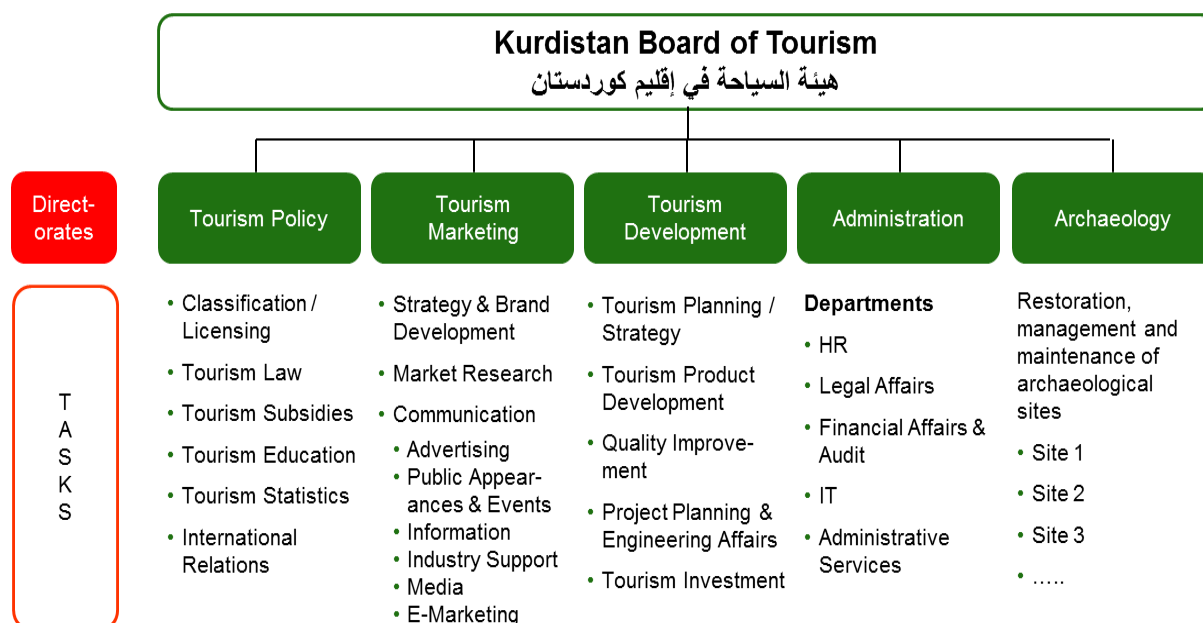 Kurdistan Board of Tourism
هيئة السياحة في إقليم كوردستان
Direct-
orates
Tourism Policy
Tourism
Marketing
Tourism
Development
Administration
Archaeology
T
A
S
K
S
• Classification /
Licensing
• Tourism Law
• Tourism Subsidies
• Tourism Education
• Tourism Statistics
• International
Relations
• Strategy & Brand
Development
• Market Research
• Communication
• Advertising
• Public Appear-
ances & Events
• Information
• Industry Support
• Media
• E-Marketing
• Tourism Planning /
Strategy
• Tourism Product
Development
• Quality Improve-
ment
• Project Planning &
Engineering Affairs
• Tourism Investment
Departments
• HR
• Legal Affairs
• Financial Affairs &
Audit
• IT
• Administrative
Services
Restoration,
management and
maintenance of
archaeological
sites
• Site 1
• Site 2
• Site 3
• .....